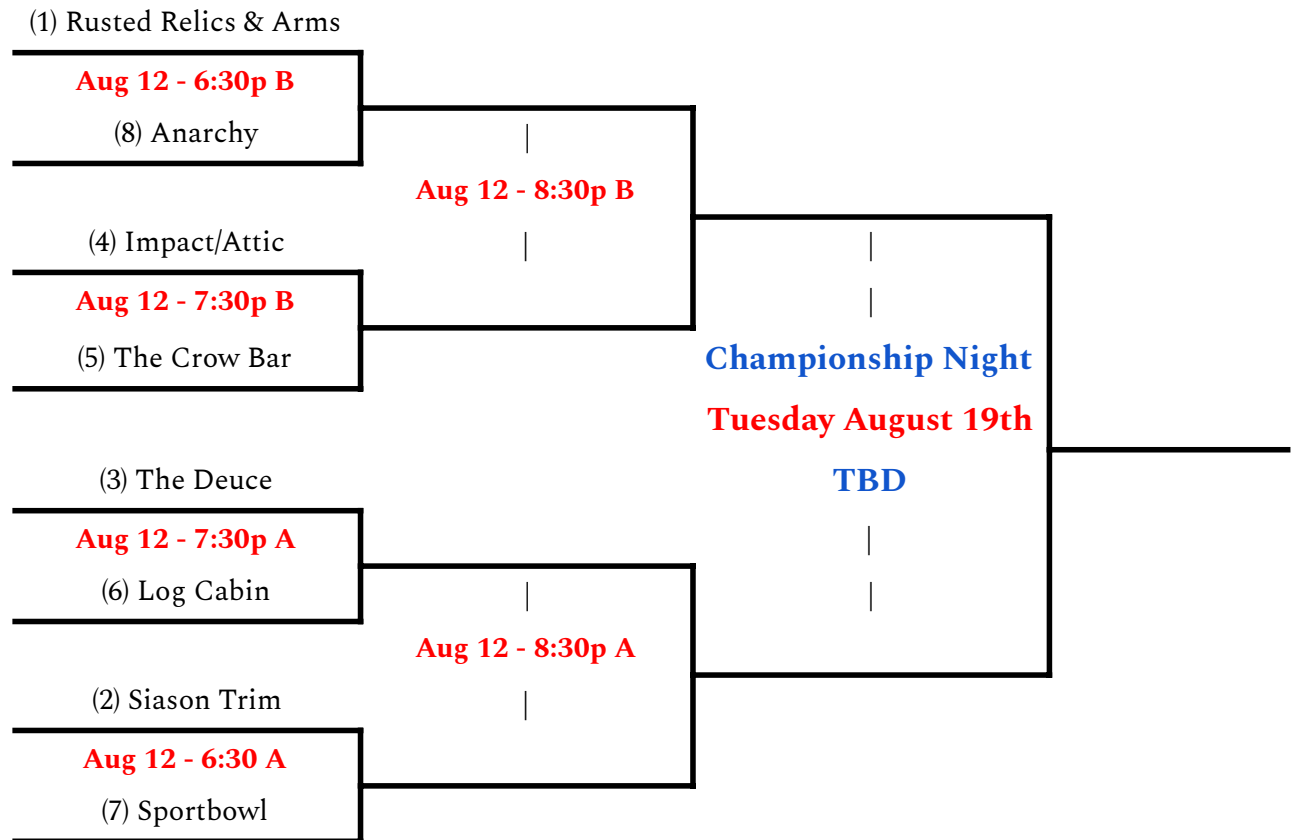 (1) Rusted Relics & Arms
Aug 12 - 6:30p B
(8) Anarchy
Aug 12 - 8:30p B
(4) Impact/Attic
Aug 12 - 7:30p B
(5) The Crow Bar
Championship Night
Tuesday August 19th
TBD
(3) The Deuce
Aug 12 - 7:30p A
(6) Log Cabin
Aug 12 - 8:30p A
(2) Siason Trim
Aug 12 - 6:30 A
(7) Sportbowl